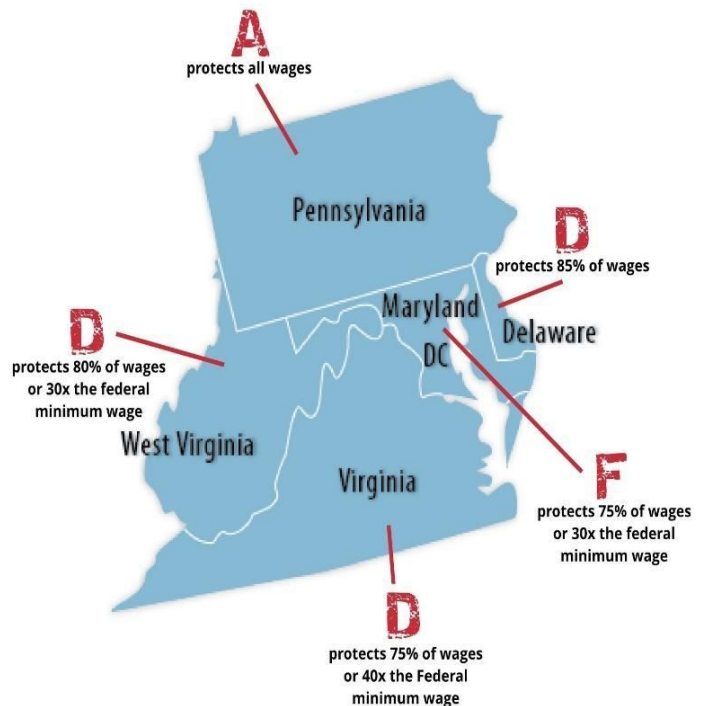 A
protects all wages
Pennsylvania
D
protects 85% of wages
Maryland
Delaware
DC
D
protects 80% of wages
or 30x the federal
minimum wage
West Virginia
Virginia
F
protects 75% of wages
or 30x the federal
minimum wage
D
protects 75% of wages
or 40x the Federal
minimum wage